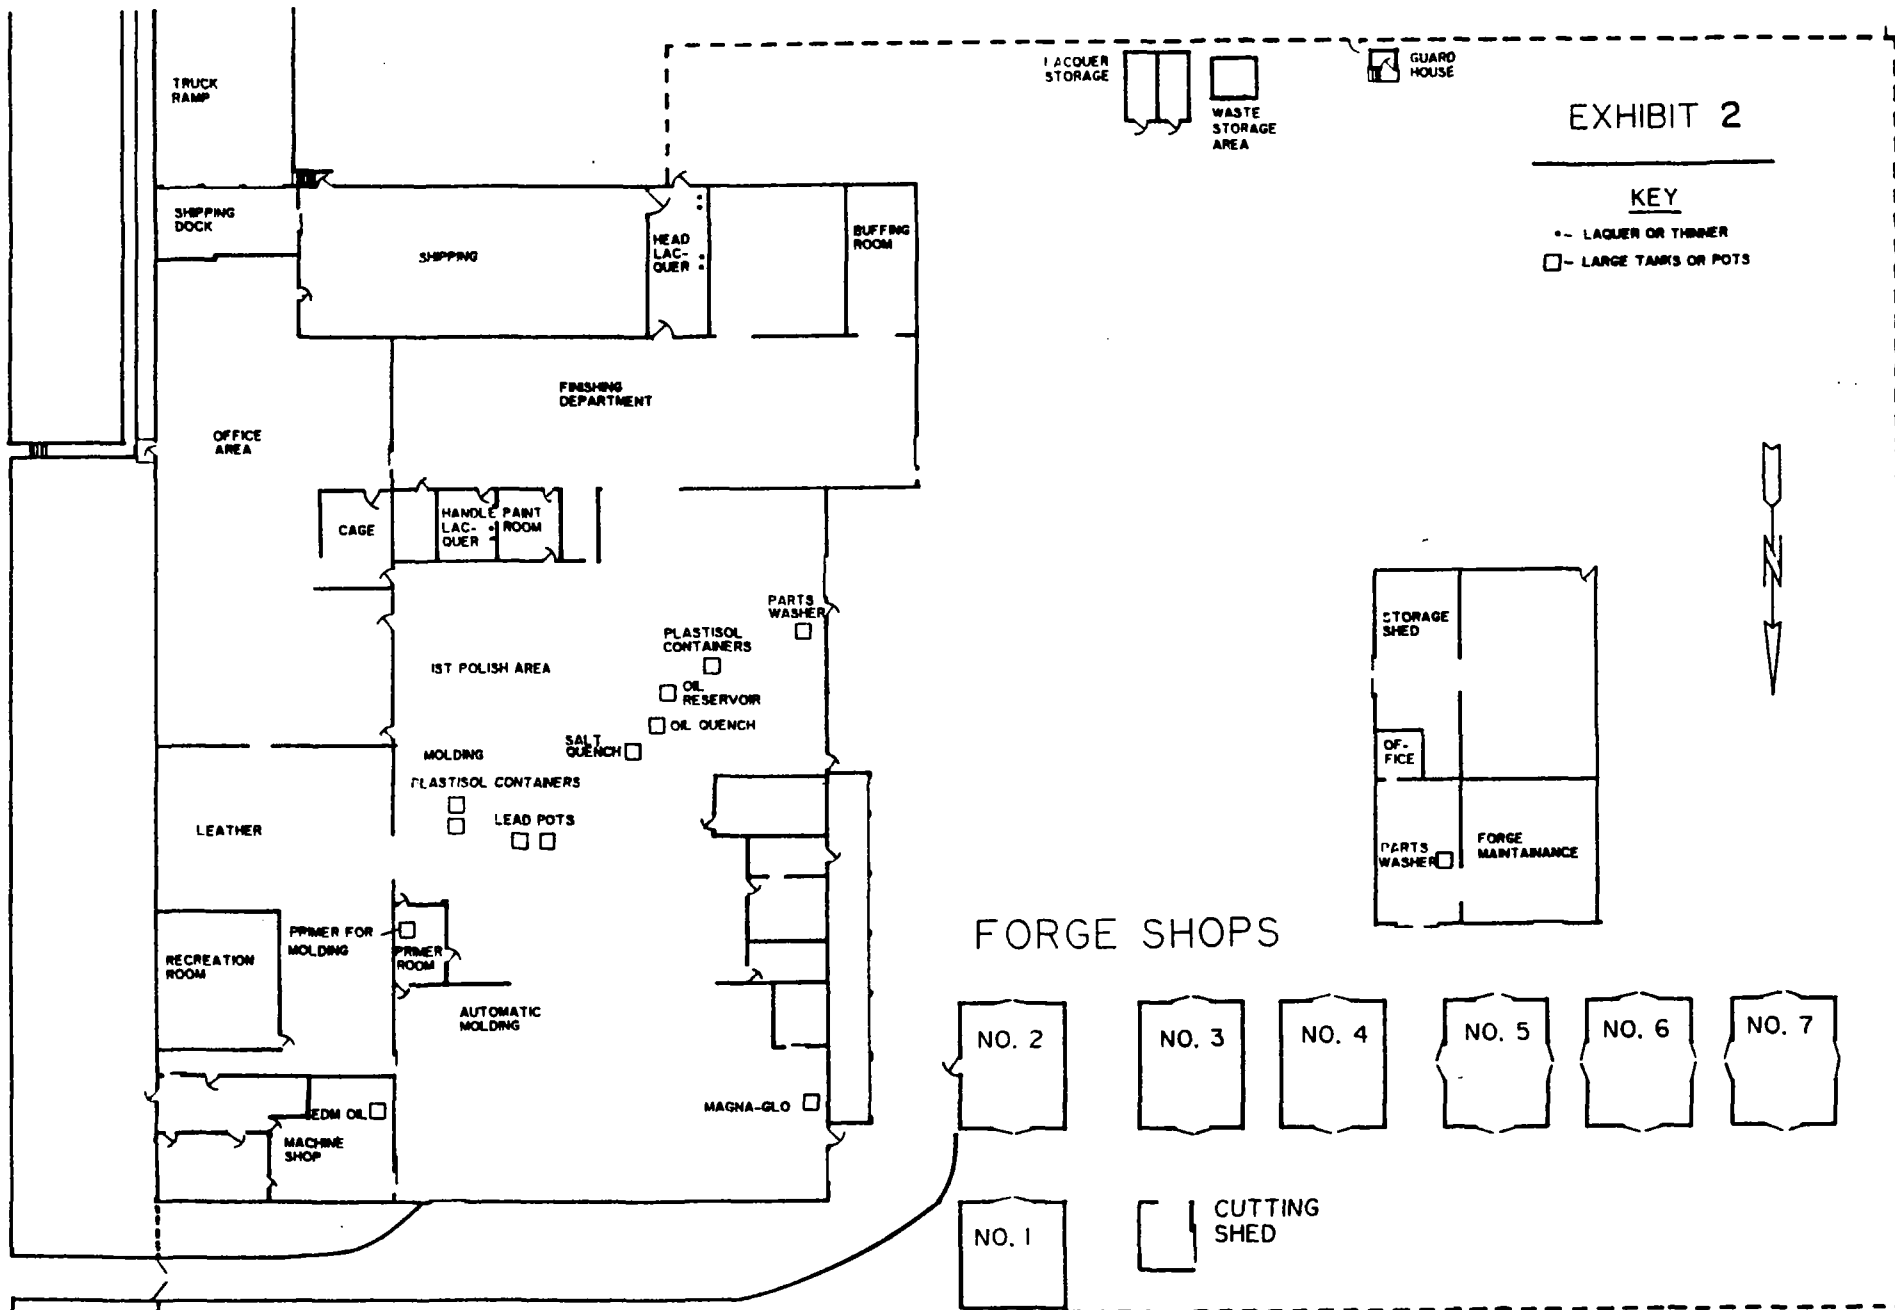 TRUCK
RAMP
LACQUER
STORAGE
WASTE
STORAGE
AREA
GUARD
HOUSE
EXHIBIT 2
KEY
•- LAQUER OR THINNER
- LARGE TANKS OR POTS
SHIPPING
DOCK
SHIPPING
HEAD
LAC-
QUER
BUFFING
ROOM
FINISHING
DEPARTMENT
OFFICE
AREA
CAGE
HANDLE
LAC-
QUER
PAINT
ROOM
PARTS
WASHER
PLASTISOL
CONTAINERS
1ST POLISH AREA
OIL
RESERVOIR
OIL QUENCH
SALT
QUENCH
MOLDING
PLASTISOL CONTAINERS
LEAD POTS
LEATHER
N
STORAGE
SHED
OF-
FICE
PARTS
WASHER
FORGE
MAINTAINANCE
PRIMER FOR
MOLDING
PRIMER
ROOM
RECREATION
ROOM
AUTOMATIC
MOLDING
EDM OIL
MACHINE
SHOP
MAGNA-GLO
FORGE SHOPS
NO. 2
NO. 3
NO. 4
NO. 5
NO. 6
NO. 7
NO. 1
CUTTING
SHED